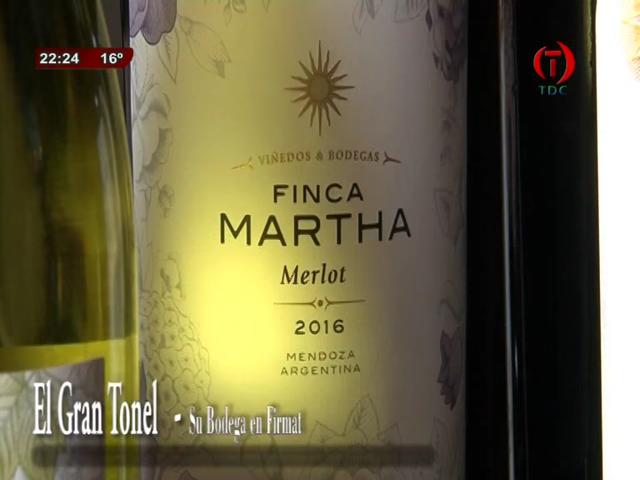 22:24 16º
T
TDC
VIÑEDOS & BODEGAS
FINCA
MARTHA
Merlot
2016
MENDOZA
ARGENTINA
El Gran Tonel - Su Bodega en Firmat